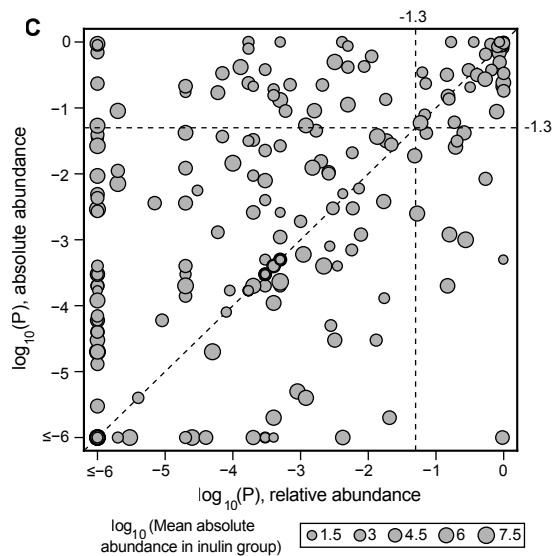 C
-1.3
0
-1
-1.3
-2
-3
-4
-5
≤−6
log10(P), absolute abundance
≤−6
-5
-4
-3
-2
-1
0
log10(P), relative abundance
log10(Mean absolute
abundance in inulin group)
1.5 3 4.5 6 7.5